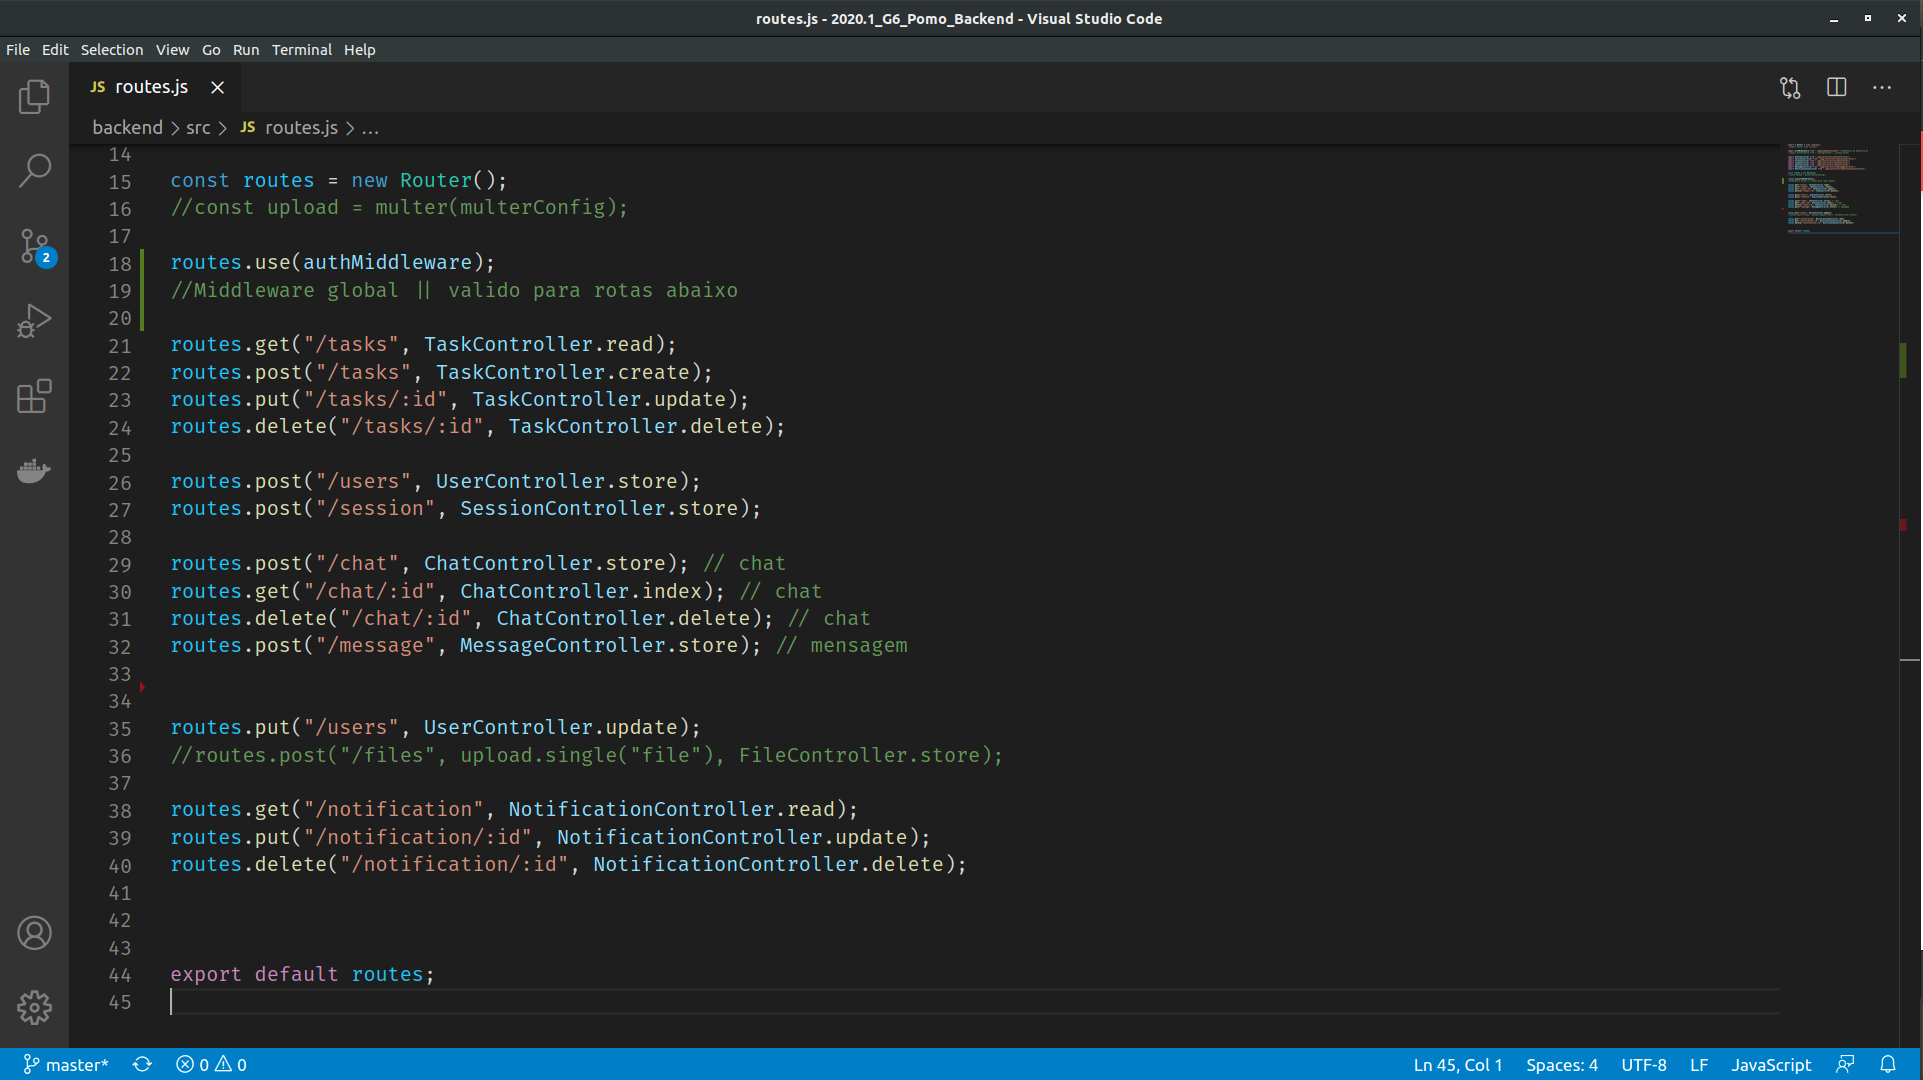 routes.js - 2020.1_G6_Pomo_Backend - Visual Studio Code
File Edit Selection View Go Run Terminal Help
JS routes.js
backend > src > JS routes.js > ...
14
15 const routes = new Router();
16 //const upload = multer(multerConfig);
17
18 routes.use(authMiddleware);
19 //Middleware global || valido para rotas abaixo
20
21 routes.get("/tasks", TaskController.read);
22 routes.post("/tasks", TaskController.create);
23 routes.put("/tasks/:id", TaskController.update);
24 routes.delete("/tasks/:id", TaskController.delete);
25
26 routes.post("/users", UserController.store);
27 routes.post("/session", SessionController.store);
28
29 routes.post("/chat", ChatController.store); // chat
30 routes.get("/chat/:id", ChatController.index); // chat
31 routes.delete("/chat/:id", ChatController.delete); // chat
32 routes.post("/message", MessageController.store); // mensagem
33
34
35 routes.put("/users", UserController.update);
36 //routes.post("/files", upload.single("file"), FileController.store);
37
38 routes.get("/notification", NotificationController.read);
39 routes.put("/notification/:id", NotificationController.update);
40 routes.delete("/notification/:id", NotificationController.delete);
41
42
43
44 export default routes;
45
2
master* 0 0 Ln 45, Col 1 Spaces: 4 UTF-8 LF JavaScript